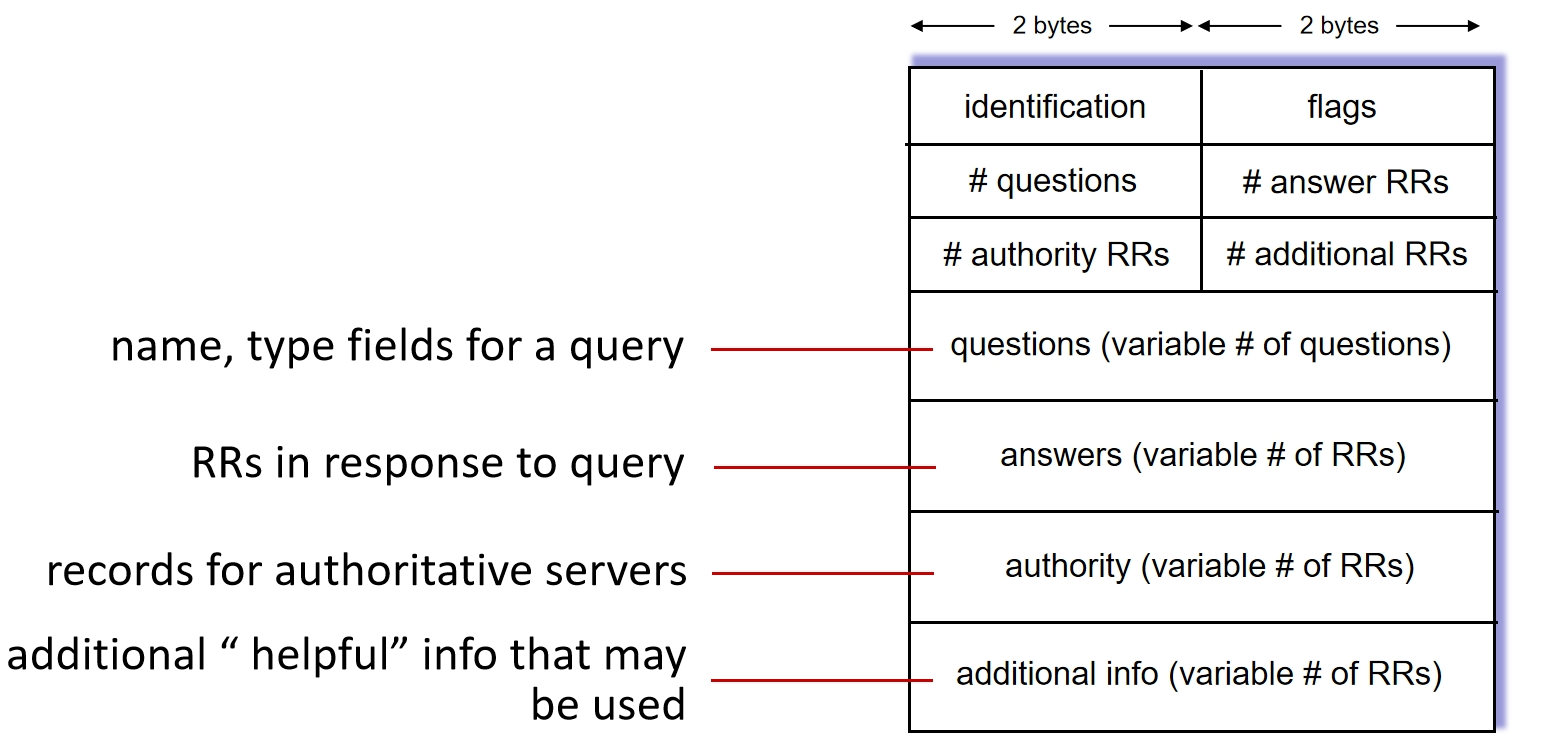 2 bytes 2 bytes
identification flags
# questions # answer RRs
# authority RRs # additional RRs
name, type fields for a query questions (variable # of questions)
RRs in response to query answers (variable # of RRs)
records for authoritative servers authority (variable # of RRs)
additional “ helpful” info that may
be used
additional info (variable # of RRs)